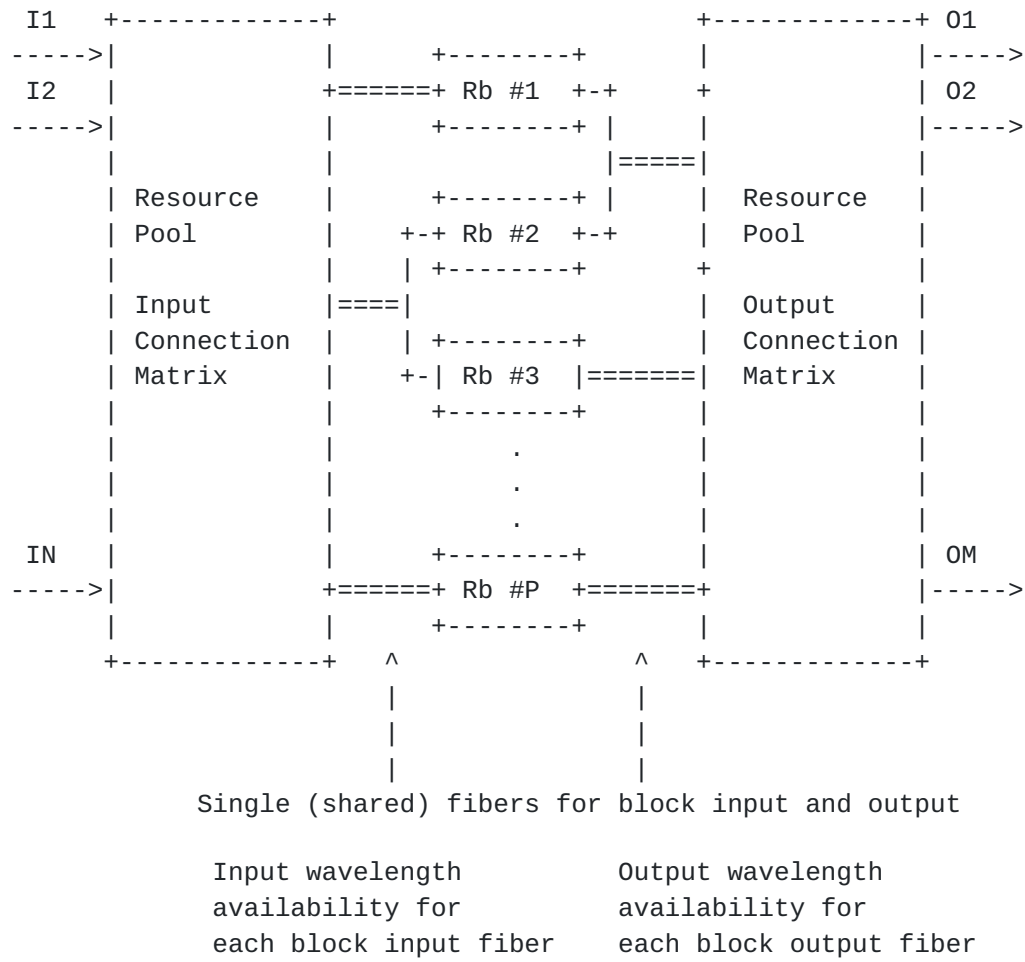 I1    +-------------+                       +-------------+ O1
----->|             |      +--------+       |             |----->
I2    |             +======+ Rb #1  +-+     +             | O2
----->|             |      +--------+ |     |             |----->
      |             |                 |=====|             |
      | Resource    |      +--------+ |     |  Resource   |
      | Pool        |    +-+ Rb #2  +-+     |  Pool       |
      |             |    | +--------+       +             |
      | Input       |====|                  |  Output     |
      | Connection  |    | +--------+       |  Connection |
      | Matrix      |    +-| Rb #3  |=======|  Matrix     |
      |             |      +--------+       |             |
      |             |           .           |             |
      |             |           .           |             |
      |             |           .           |             |
IN    |             |      +--------+       |             | OM
----->|             +======+ Rb #P  +=======+             |----->
      |             |      +--------+       |             |
      +-------------+   ^               ^   +-------------+
                        |               |
                        |               |
                        |               |
            Single (shared) fibers for block input and output

             Input wavelength          Output wavelength
             availability for          availability for
             each block input fiber    each block output fiber